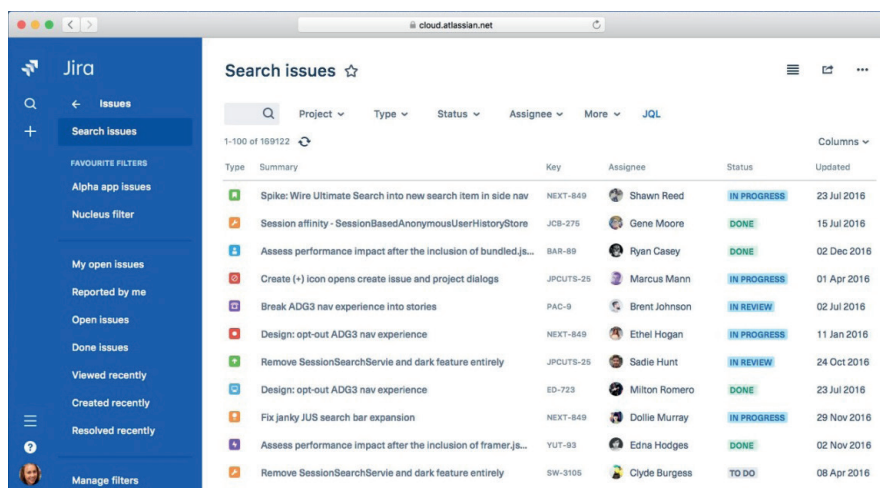 cloud.atlassian.net
Jira
Issues
Search issues
FAVOURITE FILTERS
Alpha app issues
Nucleus filter
My open issues
Reported by me
Open issues
Done issues
Viewed recently
Created recently
Resolved recently
Manage filters
Search issues
Project Type Status Assignee More JQL
1-100 of 169122 Columns
Type Summary Key Assignee Status Updated
Spike: Wire Ultimate Search into new search item in side nav NEXT-849 Shawn Reed IN PROGRESS 23 Jul 2016
Session affinity - SessionBasedAnonymousUserHistoryStore JCB-275 Gene Moore DONE 15 Jul 2016
Assess performance impact after the inclusion of bundled.js... BAR-89 Ryan Casey DONE 02 Dec 2016
Create (+) icon opens create issue and project dialogs JPCUTS-25 Marcus Mann IN PROGRESS 01 Apr 2016
Break ADG3 nav experience into stories PAC-9 Brent Johnson IN REVIEW 02 Jul 2016
Design: opt-out ADG3 nav experience NEXT-849 Ethel Hogan IN PROGRESS 11 Jan 2016
Remove SessionSearchServie and dark feature entirely JPCUTS-25 Sadie Hunt IN REVIEW 24 Oct 2016
Design: opt-out ADG3 nav experience ED-723 Milton Romero DONE 23 Jul 2016
Fix janky JUS search bar expansion NEXT-849 Dollie Murray IN PROGRESS 29 Nov 2016
Assess performance impact after the inclusion of framer.js... YUT-93 Edna Hodges DONE 02 Nov 2016
Remove SessionSearchServie and dark feature entirely SW-3105 Clyde Burgess TO DO 08 Apr 2016